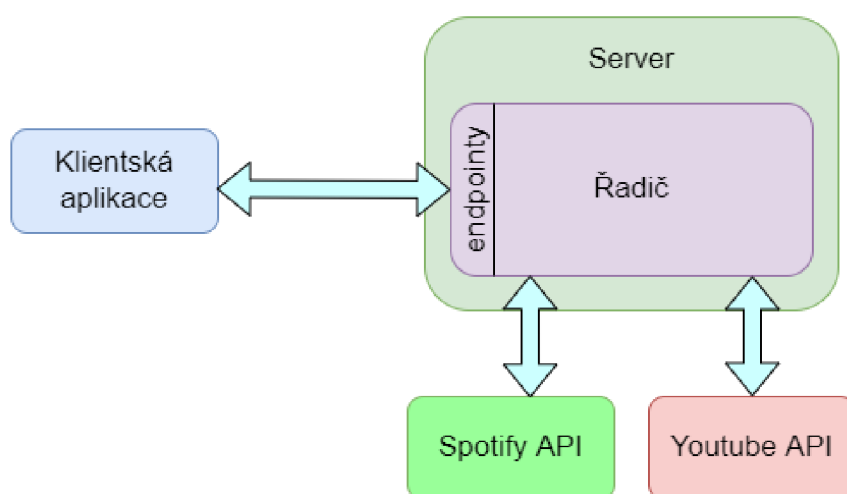 Server
Klientská
aplikace
endpointy
Řadič
Spotify API
Youtube API